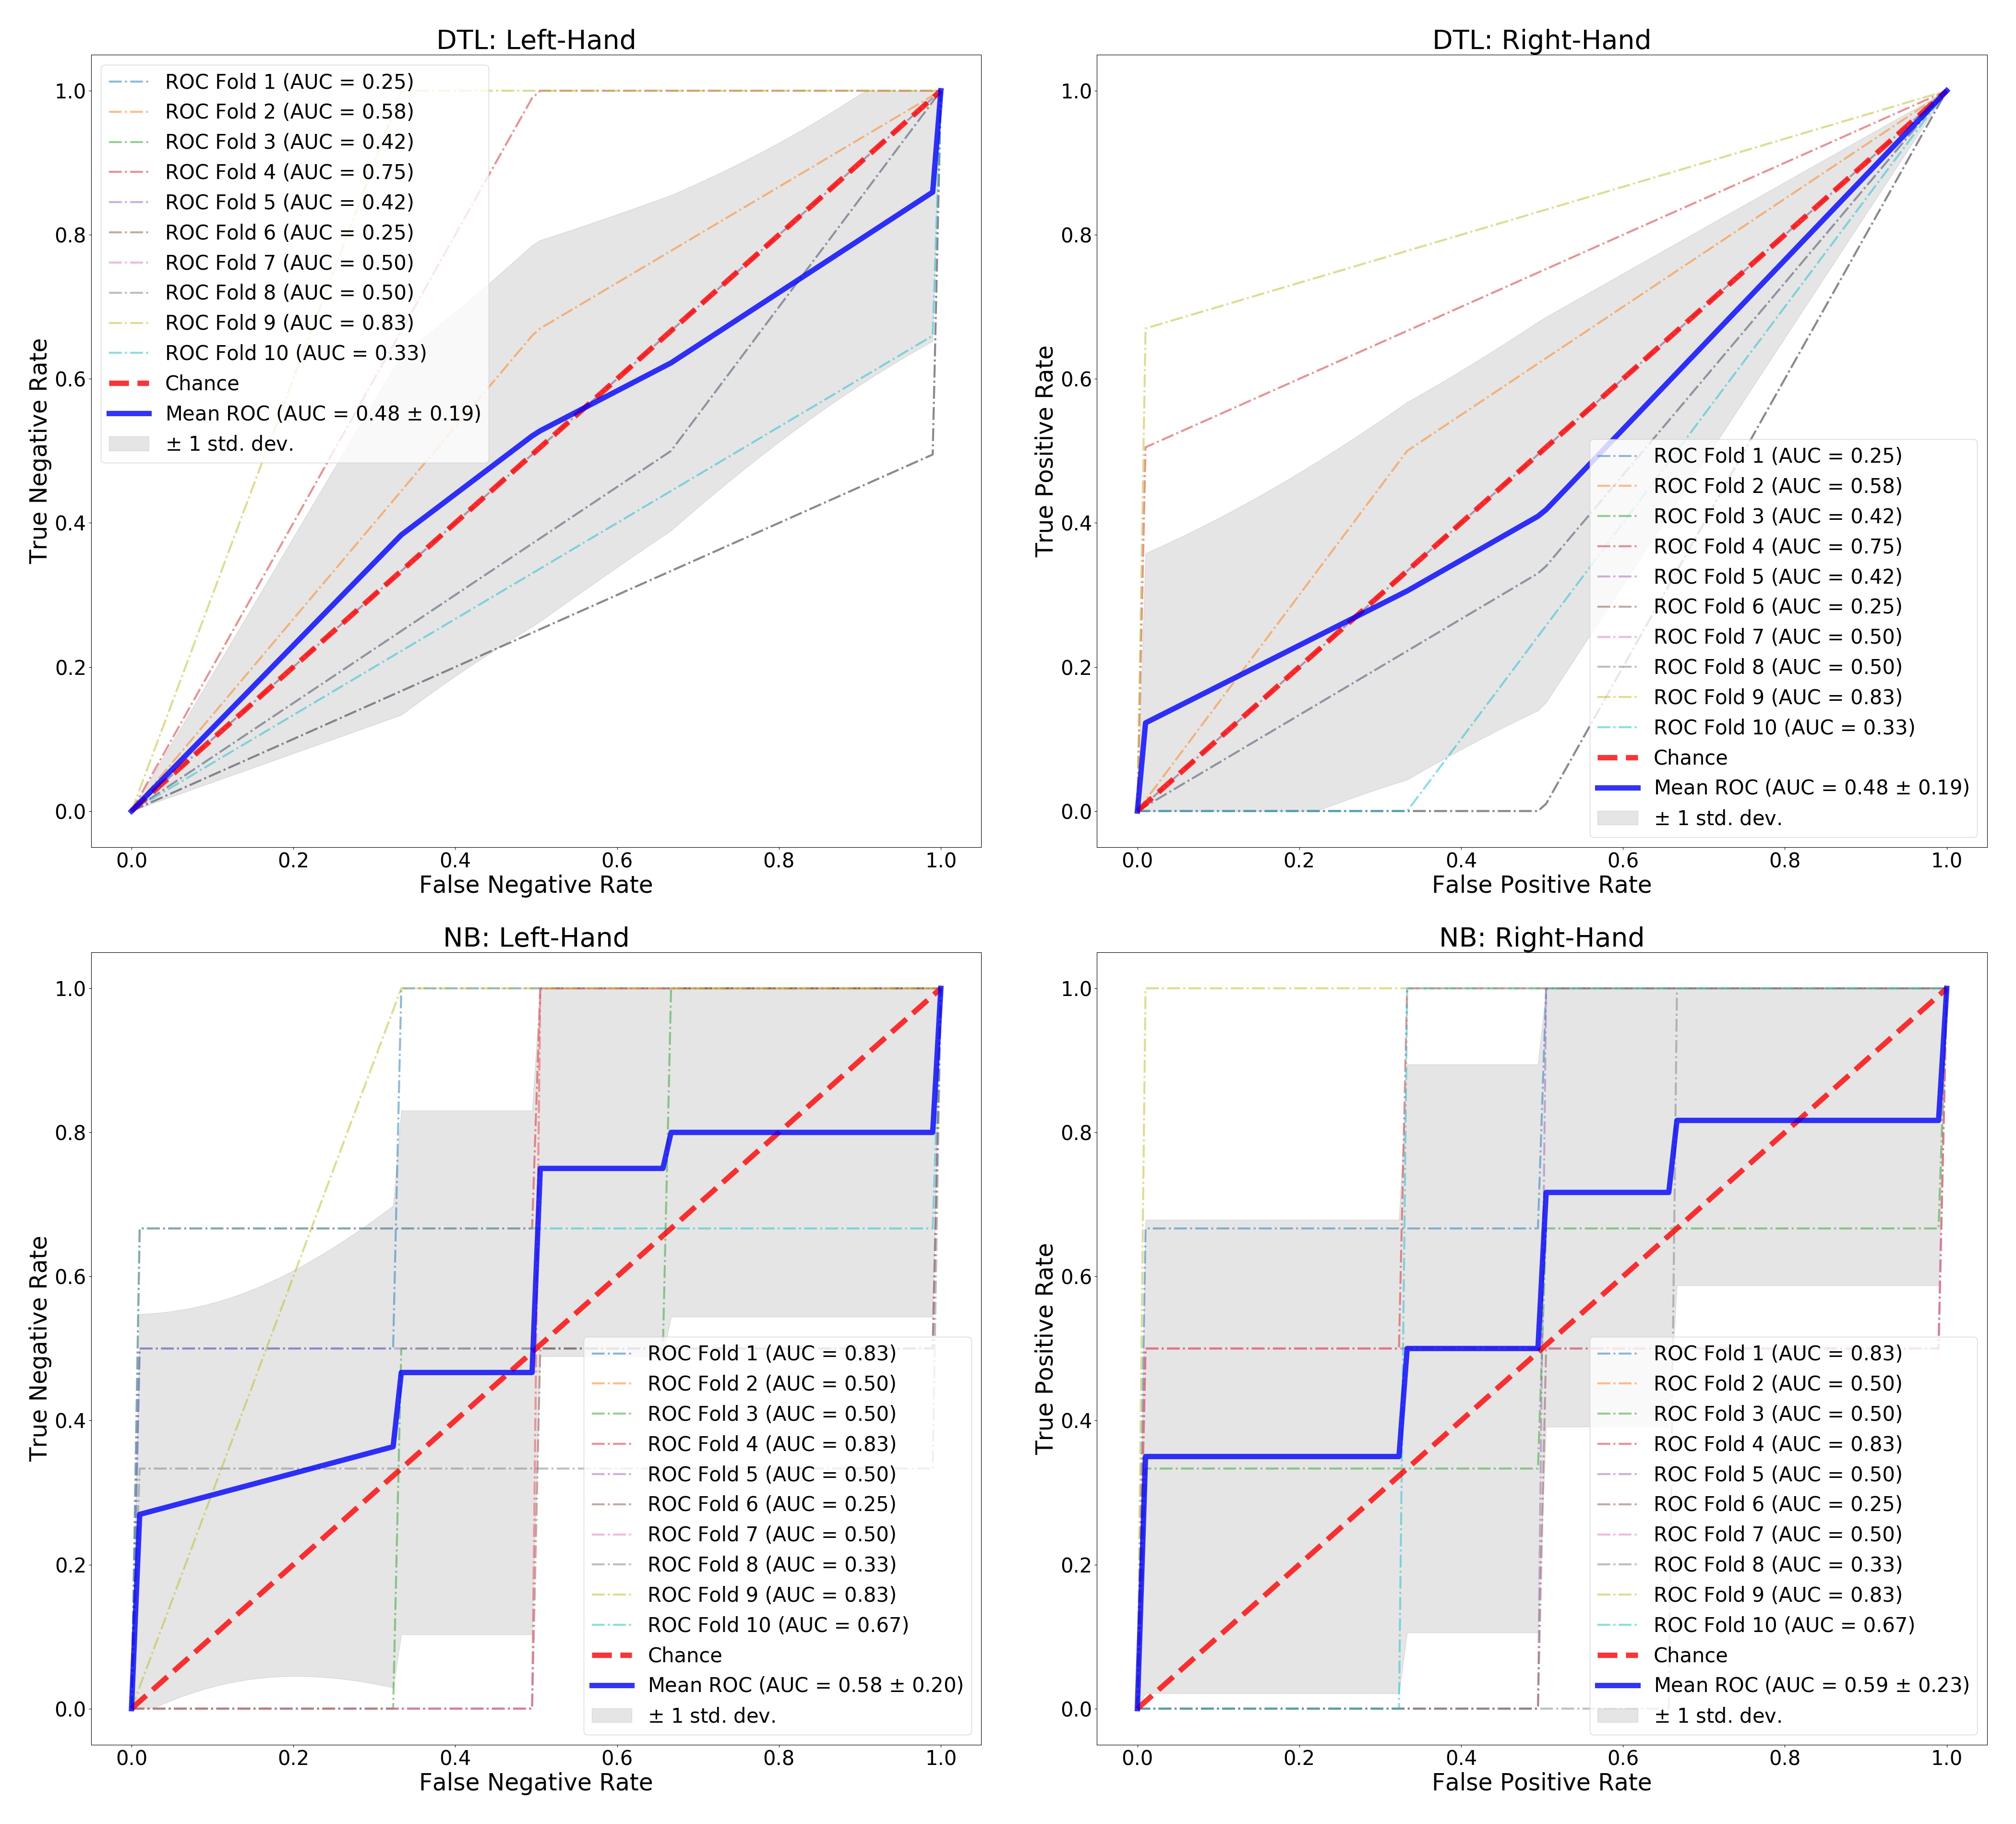 DTL: Left-Hand
True Negative Rate
1.0
0.8
0.6
0.4
0.2
0.0
ROC Fold 1 (AUC = 0.25)
ROC Fold 2 (AUC = 0.58)
ROC Fold 3 (AUC = 0.42)
ROC Fold 4 (AUC = 0.75)
ROC Fold 5 (AUC = 0.42)
ROC Fold 6 (AUC = 0.25)
ROC Fold 7 (AUC = 0.50)
ROC Fold 8 (AUC = 0.50)
ROC Fold 9 (AUC = 0.83)
ROC Fold 10 (AUC = 0.33)
Chance
Mean ROC (AUC = 0.48 ± 0.19)
± 1 std. dev.
0.0 0.2 0.4 0.6 0.8 1.0
False Negative Rate
DTL: Right-Hand
True Positive Rate
1.0
0.8
0.6
0.4
0.2
0.0
ROC Fold 1 (AUC = 0.25)
ROC Fold 2 (AUC = 0.58)
ROC Fold 3 (AUC = 0.42)
ROC Fold 4 (AUC = 0.75)
ROC Fold 5 (AUC = 0.42)
ROC Fold 6 (AUC = 0.25)
ROC Fold 7 (AUC = 0.50)
ROC Fold 8 (AUC = 0.50)
ROC Fold 9 (AUC = 0.83)
ROC Fold 10 (AUC = 0.33)
Chance
Mean ROC (AUC = 0.48 ± 0.19)
± 1 std. dev.
0.0 0.2 0.4 0.6 0.8 1.0
False Positive Rate
NB: Left-Hand
True Negative Rate
1.0
0.8
0.6
0.4
0.2
0.0
ROC Fold 1 (AUC = 0.83)
ROC Fold 2 (AUC = 0.50)
ROC Fold 3 (AUC = 0.50)
ROC Fold 4 (AUC = 0.83)
ROC Fold 5 (AUC = 0.50)
ROC Fold 6 (AUC = 0.25)
ROC Fold 7 (AUC = 0.50)
ROC Fold 8 (AUC = 0.33)
ROC Fold 9 (AUC = 0.83)
ROC Fold 10 (AUC = 0.67)
Chance
Mean ROC (AUC = 0.58 ± 0.20)
± 1 std. dev.
0.0 0.2 0.4 0.6 0.8 1.0
False Negative Rate
NB: Right-Hand
True Positive Rate
1.0
0.8
0.6
0.4
0.2
0.0
ROC Fold 1 (AUC = 0.83)
ROC Fold 2 (AUC = 0.50)
ROC Fold 3 (AUC = 0.50)
ROC Fold 4 (AUC = 0.83)
ROC Fold 5 (AUC = 0.50)
ROC Fold 6 (AUC = 0.25)
ROC Fold 7 (AUC = 0.50)
ROC Fold 8 (AUC = 0.33)
ROC Fold 9 (AUC = 0.83)
ROC Fold 10 (AUC = 0.67)
Chance
Mean ROC (AUC = 0.59 ± 0.23)
± 1 std. dev.
0.0 0.2 0.4 0.6 0.8 1.0
False Positive Rate